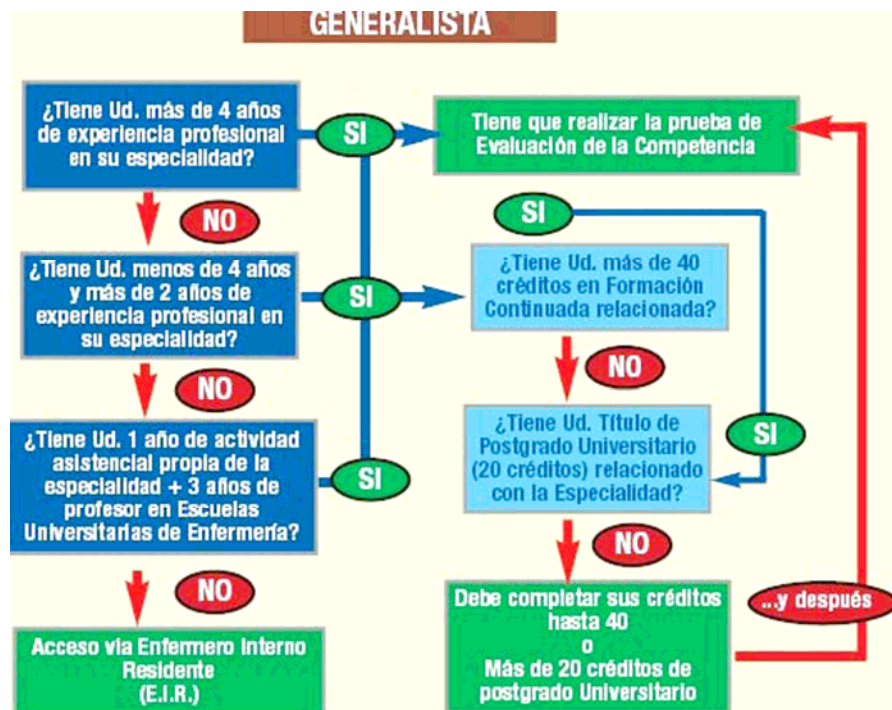 GENERALISTA
¿Tiene Ud. más de 4 años
de experiencia profesional
en su especialidad?
SI
Tiene que realizar la prueba de
Evaluación de la Competencia
NO
SI
¿Tiene Ud. menos de 4 años
y más de 2 años de
experiencia profesional en
su especialidad?
SI
¿Tiene Ud. más de 40
créditos en Formación
Continuada relacionada?
NO
NO
¿Tiene Ud. 1 año de actividad
asistencial propia de la
especialidad + 3 años de
profesor en Escuelas
Universitarias de Enfermería?
SI
¿Tiene Ud. Título de
Postgrado Universitario
(20 créditos) relacionado
con la Especialidad?
SI
NO
NO
Acceso via Enfermero Interno
Residente
(E.I.R.)
Debe completar sus créditos
hasta 40
o
Más de 20 créditos de
postgrado Universitario
...y después